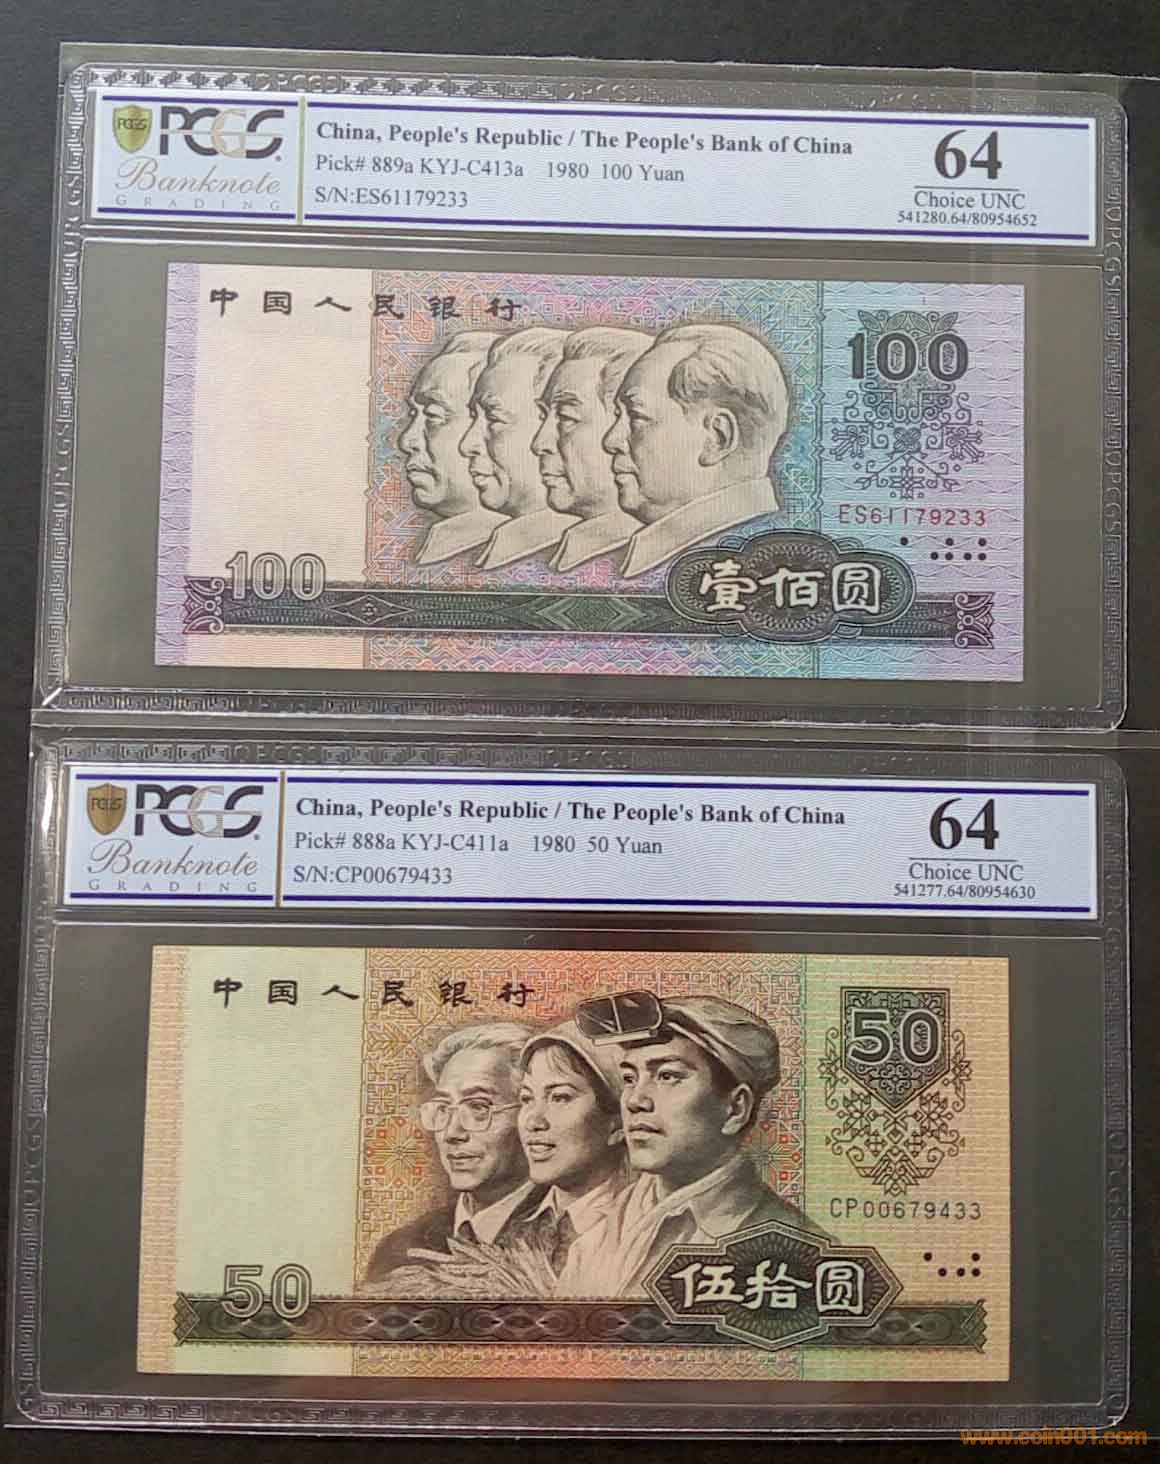 PCGS
Banknote
GRADING
China, People's Republic / The People's Bank of China
Pick# 889a KYJ-C413a 1980 100 Yuan
S/N:ES61179233
64
Choice UNC
541280.64/80954652
中国人民银行
100
ES61179233
100
壹佰圆
PCGS
Banknote
GRADING
China, People's Republic / The People's Bank of China
Pick# 888a KYJ-C411a 1980 50 Yuan
S/N:CP00679433
64
Choice UNC
541277.64/80954630
中国人民银行
50
CP00679433
50
伍拾圆
www.coin001.com